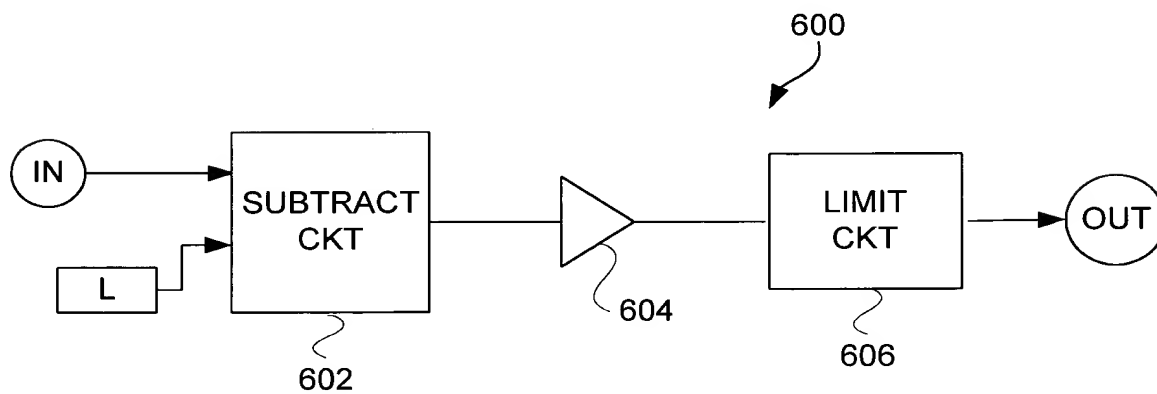 600
IN
SUBTRACT
CKT
LIMIT
CKT
OUT
L
604
602
606